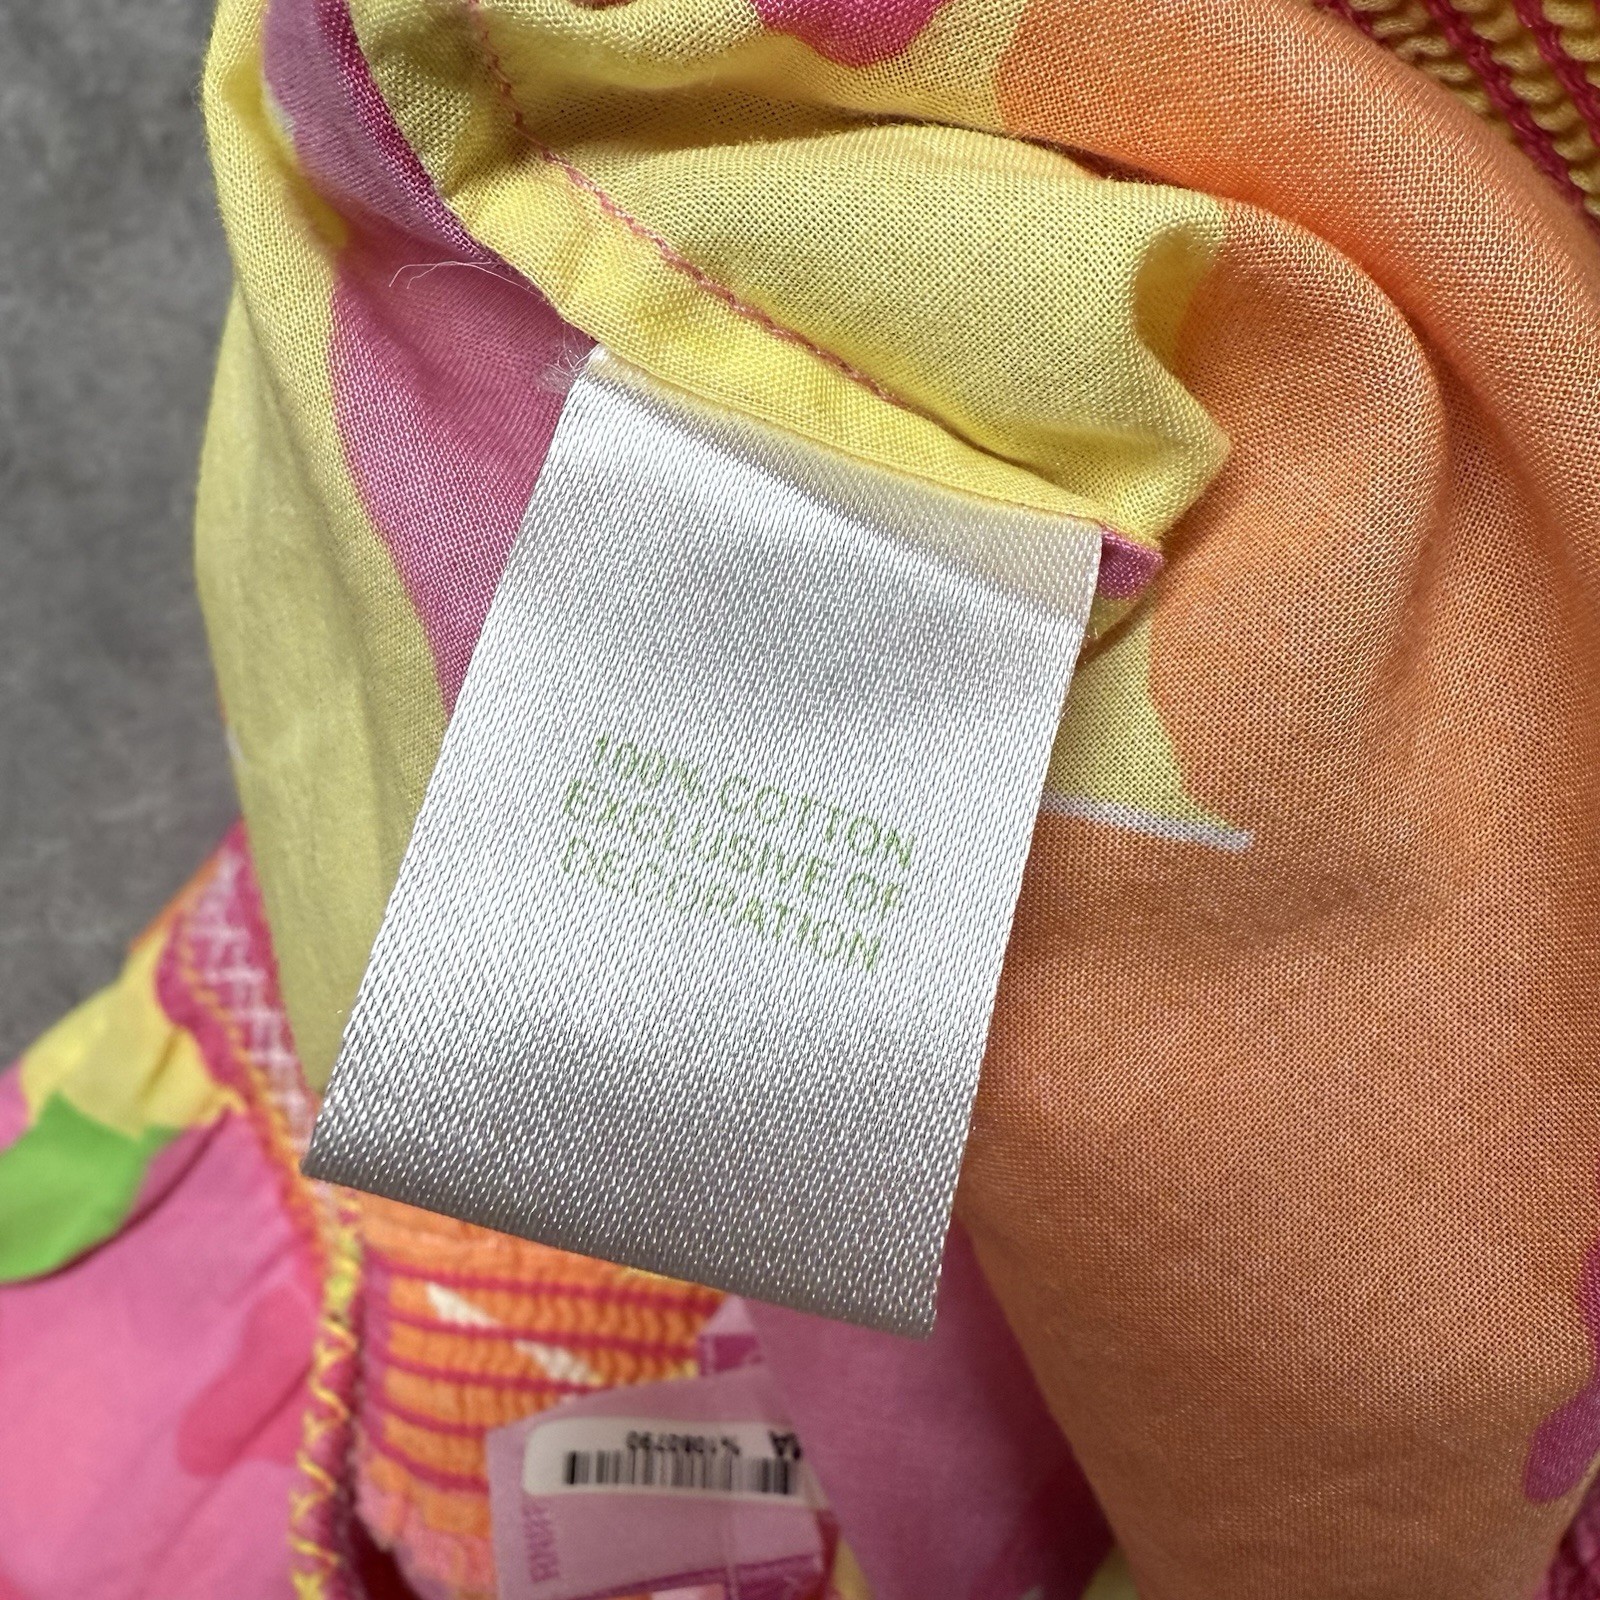 100% COTTON
EXCLUSIVE OF
DECORATION